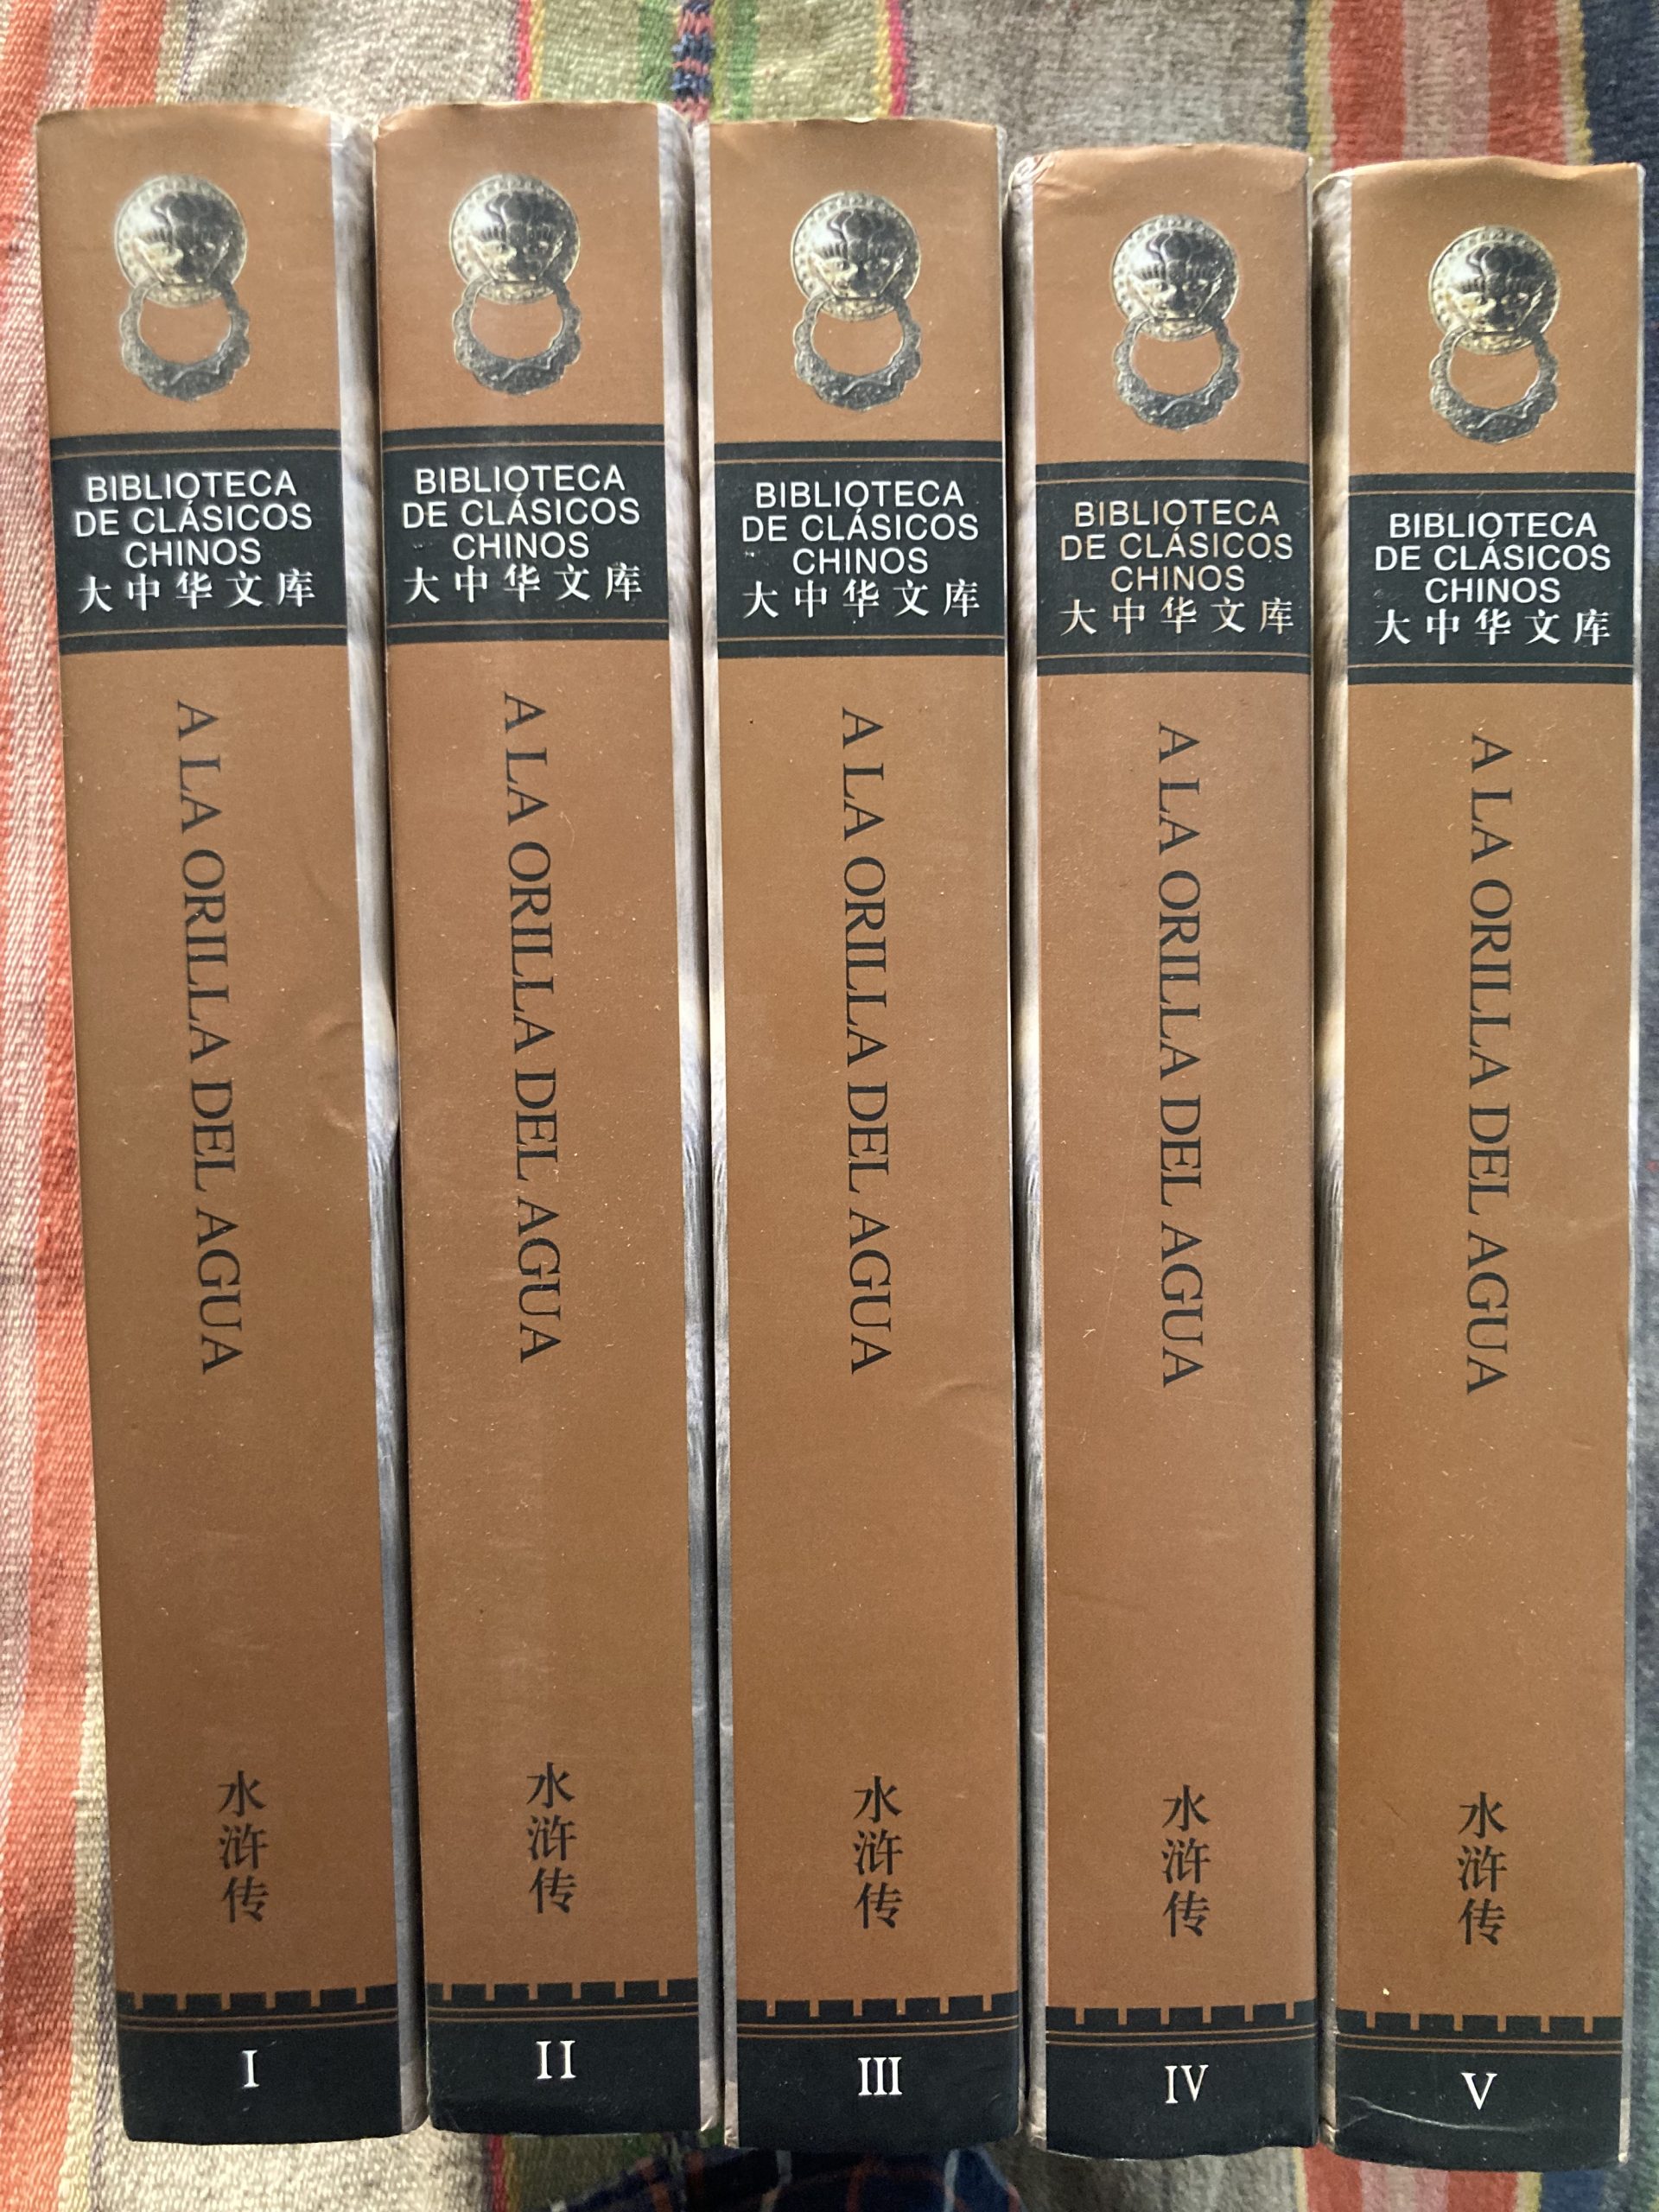 BIBLIOTECA
DE CLÁSICOS
CHINOS
大中华文库
A LA ORILLA DEL AGUA
水浒传
I
BIBLIOTECA
DE CLÁSICOS
CHINOS
大中华文库
A LA ORILLA DEL AGUA
水浒传
II
BIBLIOTECA
DE CLÁSICOS
CHINOS
大中华文库
A LA ORILLA DEL AGUA
水浒传
III
BIBLIOTECA
DE CLÁSICOS
CHINOS
大中华文库
A LA ORILLA DEL AGUA
水浒传
IV
BIBLIOTECA
DE CLÁSICOS
CHINOS
大中华文库
A LA ORILLA DEL AGUA
水浒传
V